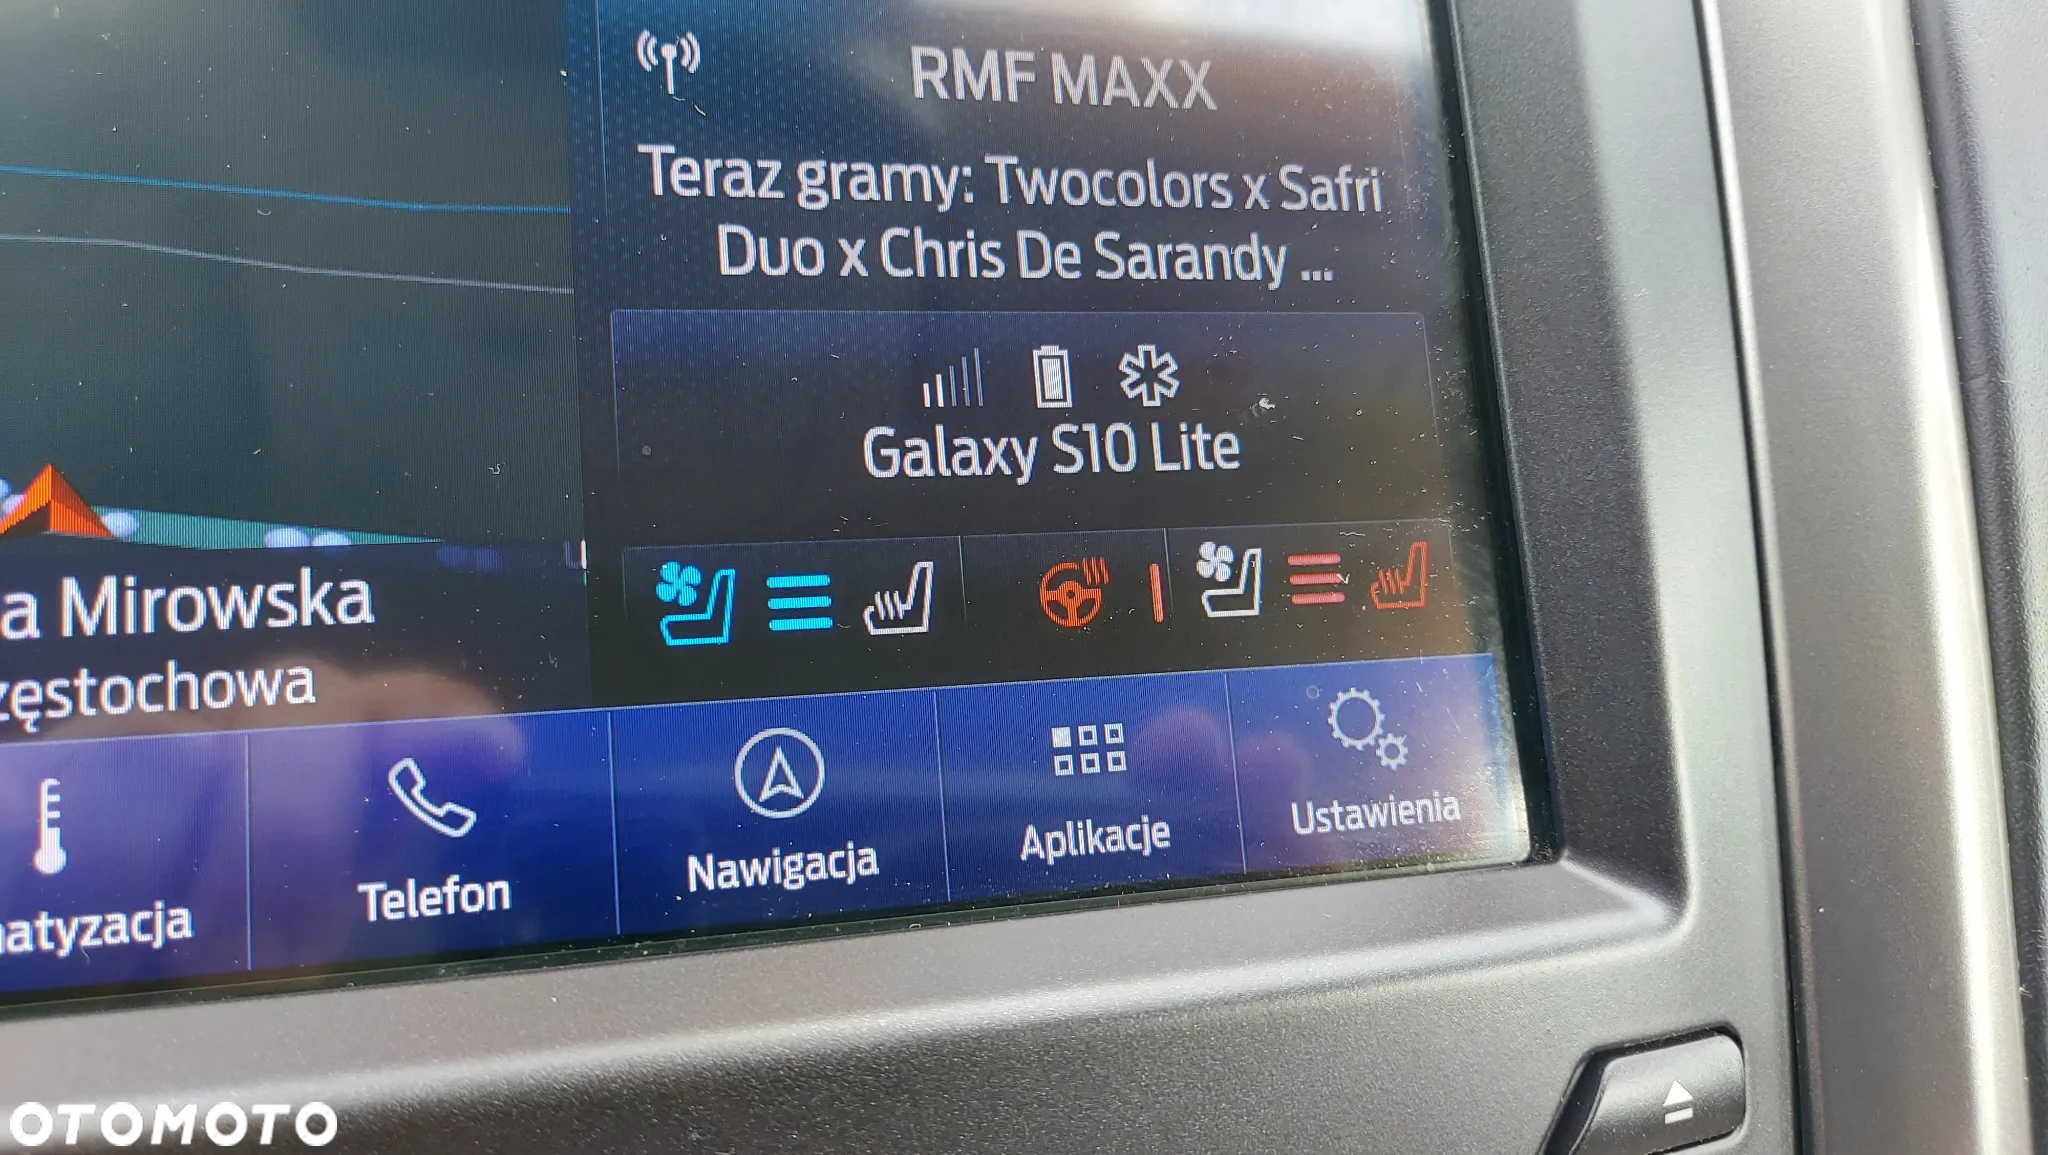 RMF MAXX
Teraz gramy: Twocolors x Safri
Duo x Chris De Sarandy ...
Galaxy S10 Lite
a Mirowska
zęstochowa
natyzacja
Telefon
Nawigacja
Aplikacje
Ustawienia
OTOMOTO